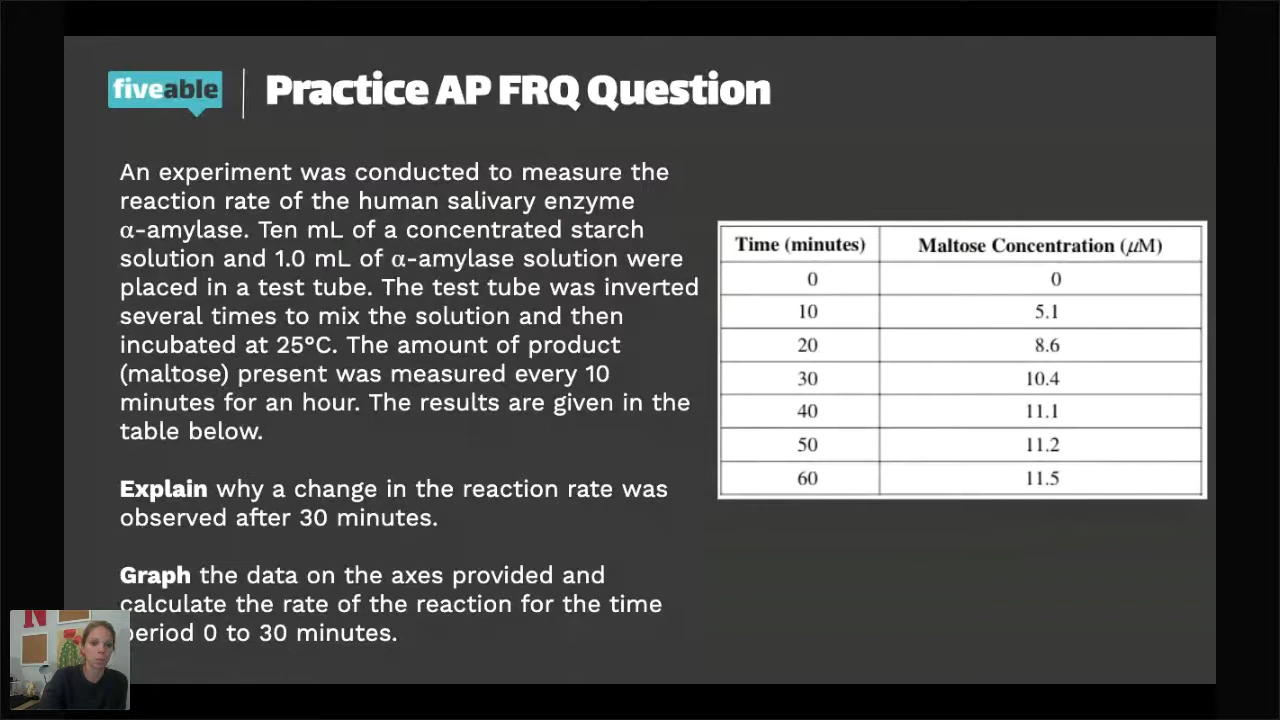 fiveable
Practice AP FRQ Question
An experiment was conducted to measure the
reaction rate of the human salivary enzyme
α-amylase. Ten mL of a concentrated starch
solution and 1.0 mL of α-amylase solution were
placed in a test tube. The test tube was inverted
several times to mix the solution and then
incubated at 25°C. The amount of product
(maltose) present was measured every 10
minutes for an hour. The results are given in the
table below.
Explain why a change in the reaction rate was
observed after 30 minutes.
Graph the data on the axes provided and
calculate the rate of the reaction for the time
period 0 to 30 minutes.
Time (minutes) Maltose Concentration (μM)
0 0
10 5.1
20 8.6
30 10.4
40 11.1
50 11.2
60 11.5
N